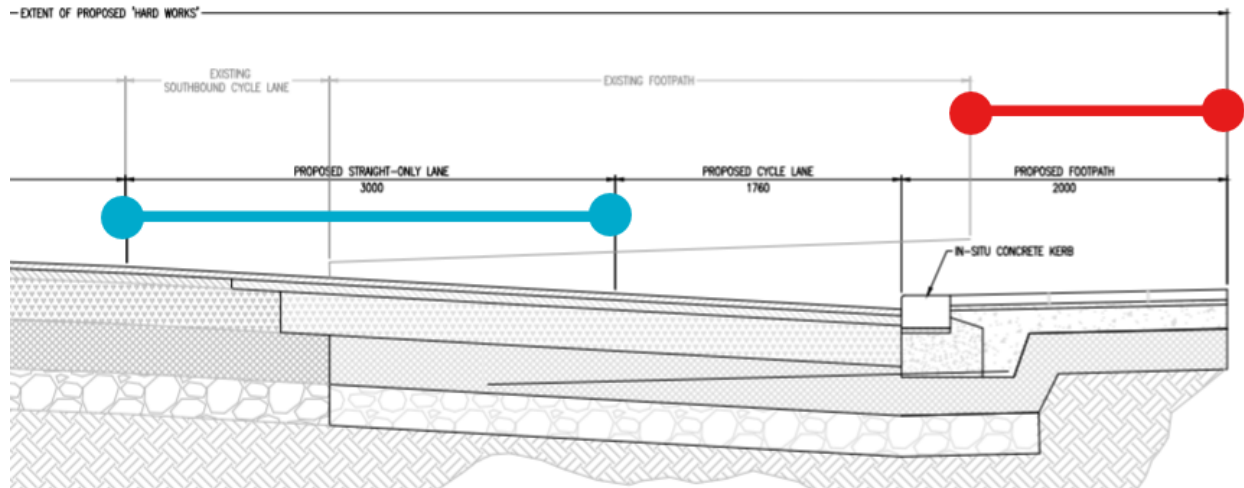 EXTENT OF PROPOSED 'HARD WORKS'
EXISTING
SOUTHBOUND CYCLE LANE
EXISTING FOOTPATH
PROPOSED STRAIGHT-ONLY LANE
3000
PROPOSED CYCLE LANE
1760
PROPOSED FOOTPATH
2000
IN-SITU CONCRETE KERB